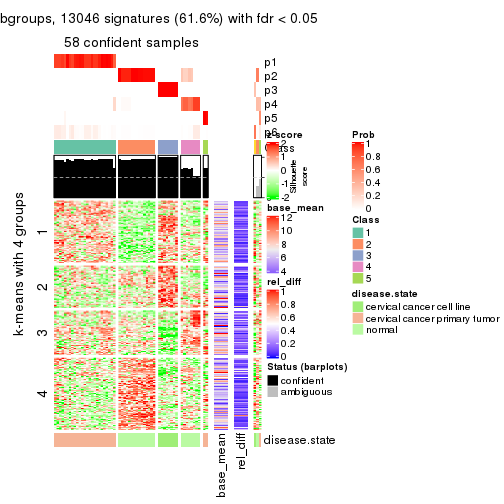 bgroups, 13046 signatures (61.6%) with fdr < 0.05
58 confident samples
p1
p2
p3
p4
p5
p6
Class
z-score
2
1
0
-1
-2
Silhouette
score
Prob
1
0.8
0.6
0.4
0.2
0
base_mean
12
10
8
6
4
Class
1
2
3
4
5
rel_diff
1
0.8
0.6
0.4
0.2
0
disease.state
cervical cancer cell line
cervical cancer primary tumor
normal
Status (barplots)
confident
ambiguous
k-means with 4 groups
1
2
3
4
disease.state
base_mean
rel_diff